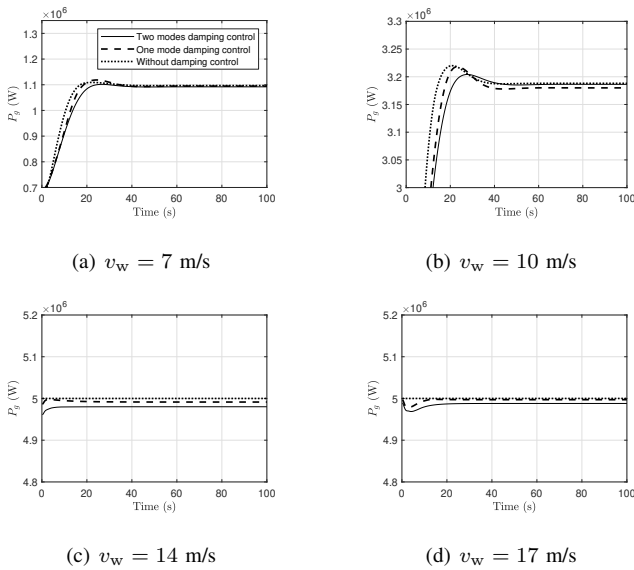 ×10⁶
1.3
1.2
1.1
1
0.9
0.8
0.7
P_g (W)
0 20 40 60 80 100
Time (s)
Two modes damping control
One mode damping control
Without damping control
(a) v_w = 7 m/s
×10⁶
3.3
3.25
3.2
3.15
3.1
3.05
3
P_g (W)
0 20 40 60 80 100
Time (s)
(b) v_w = 10 m/s
×10⁶
5.2
5.1
5
4.9
4.8
P_g (W)
0 20 40 60 80 100
Time (s)
(c) v_w = 14 m/s
×10⁶
5.2
5.1
5
4.9
4.8
P_g (W)
0 20 40 60 80 100
Time (s)
(d) v_w = 17 m/s